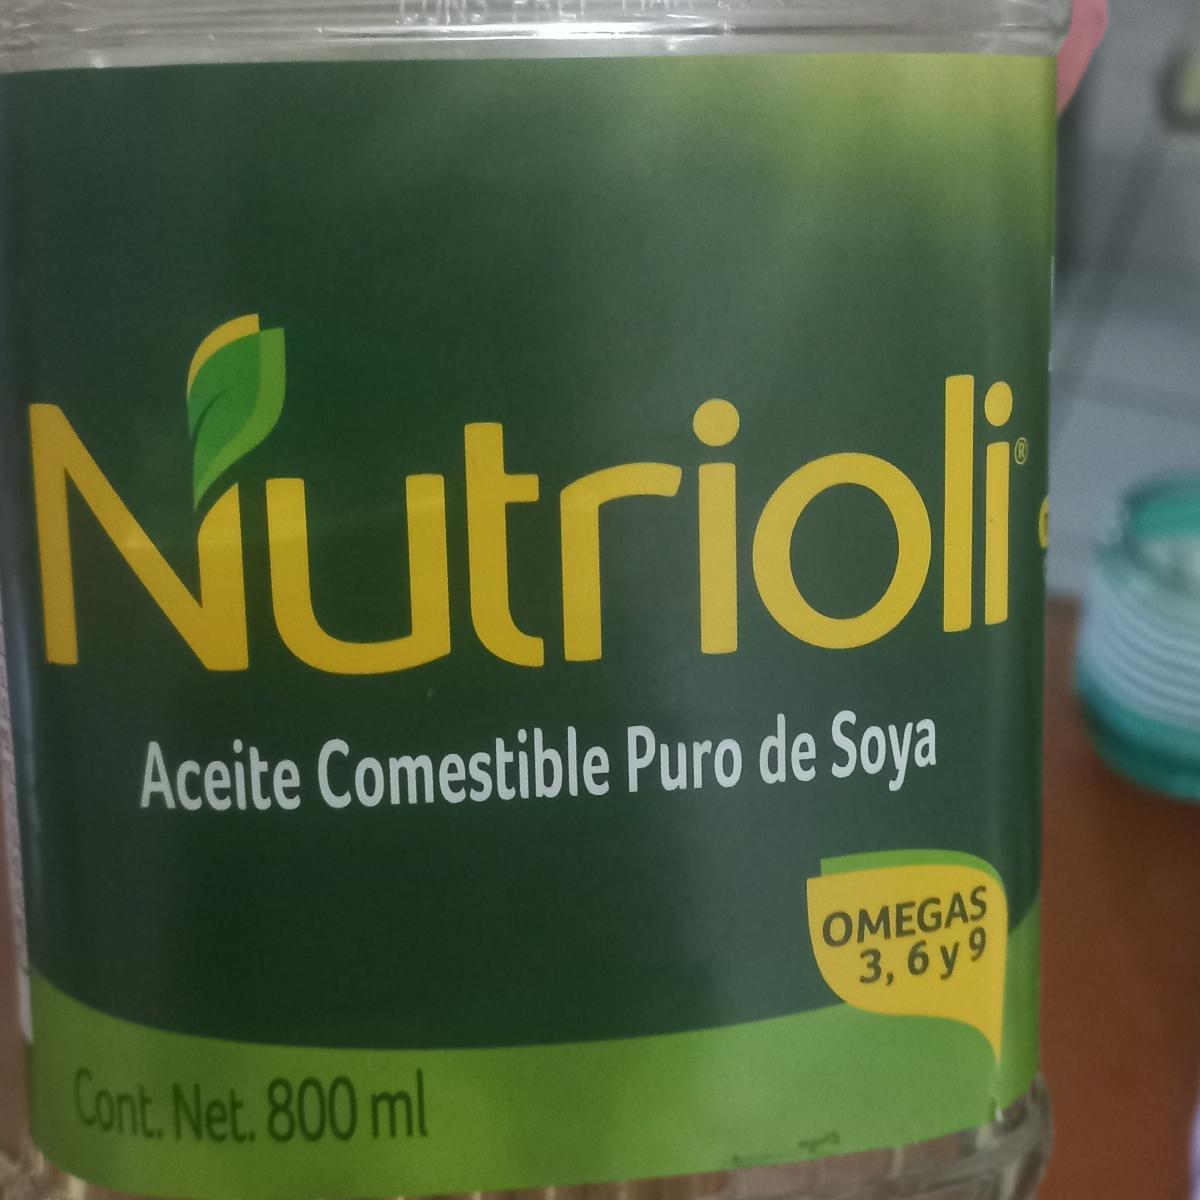 Nutrioli®
Aceite Comestible Puro de Soya
OMEGAS
3, 6 y 9
Cont. Net. 800 ml